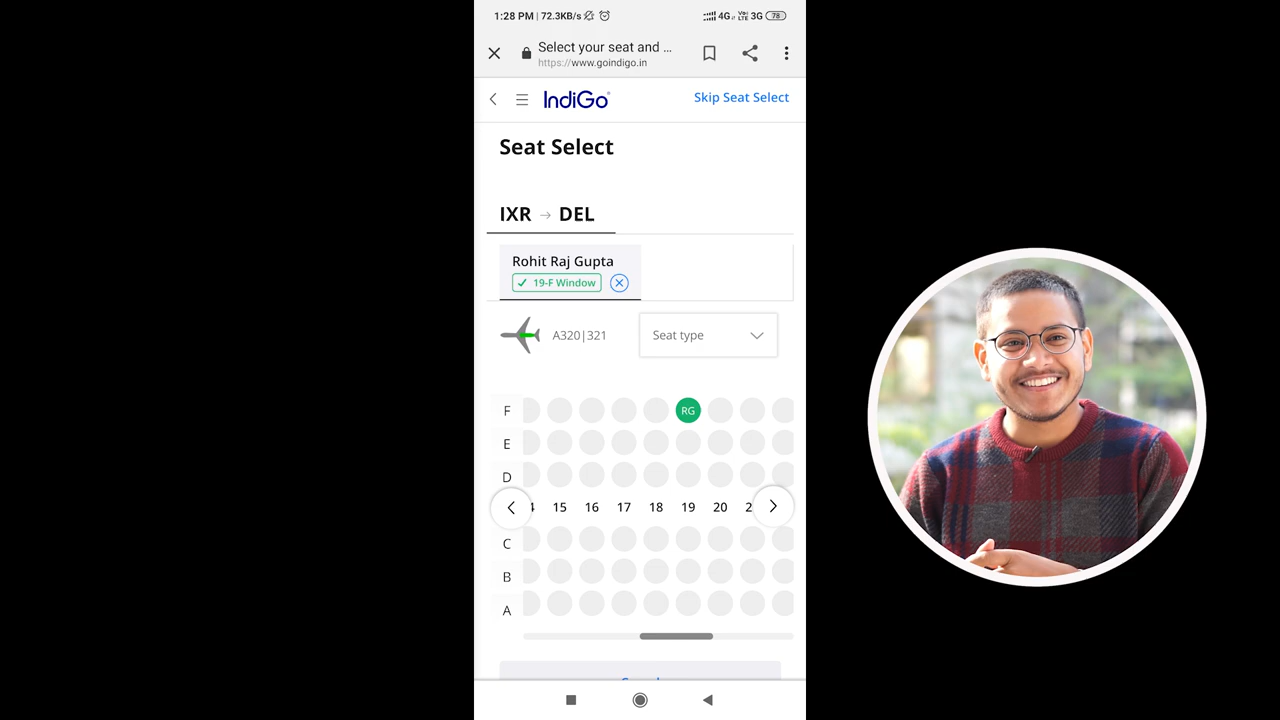 1:28 PM | 72.3KB/s 4G Vo LTE 3G 78
Select your seat and ...
https://www.goindigo.in
IndiGo Skip Seat Select
Seat Select
IXR → DEL
Rohit Raj Gupta
19-F Window
A320|321 Seat type
F RG
E
D
15 16 17 18 19 20
C
B
A